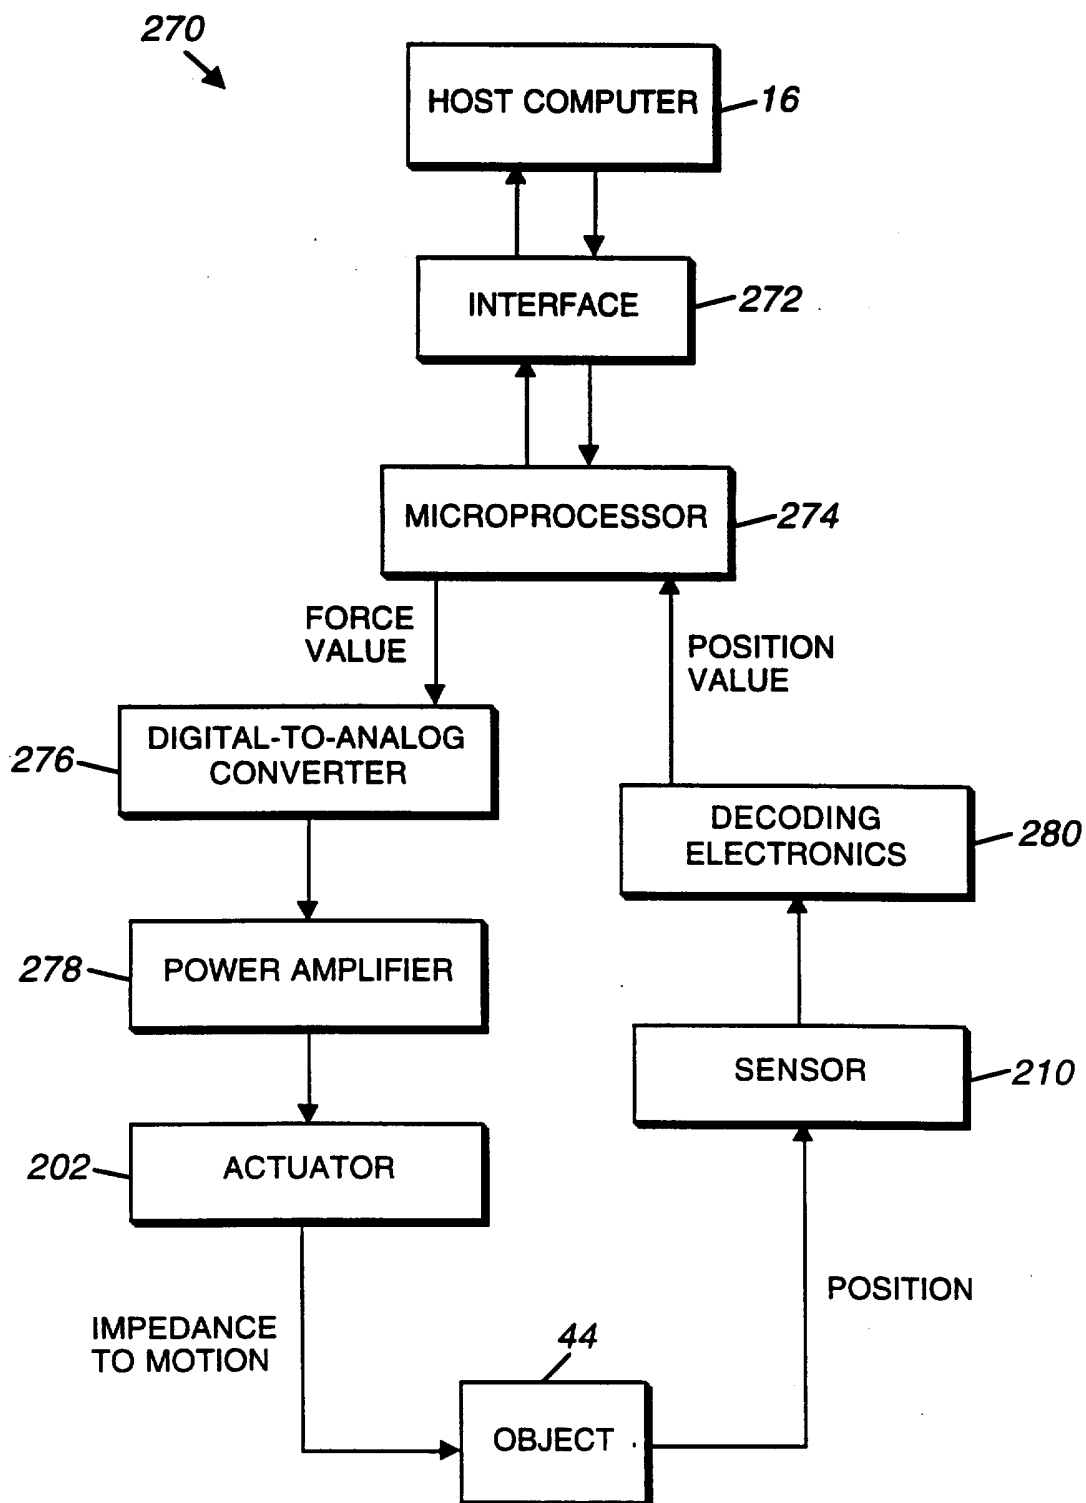 270
HOST COMPUTER
16
INTERFACE
272
MICROPROCESSOR
274
FORCE
VALUE
POSITION
VALUE
DIGITAL-TO-ANALOG
CONVERTER
276
DECODING
ELECTRONICS
280
POWER AMPLIFIER
278
SENSOR
210
ACTUATOR
202
IMPEDANCE
TO MOTION
POSITION
44
OBJECT